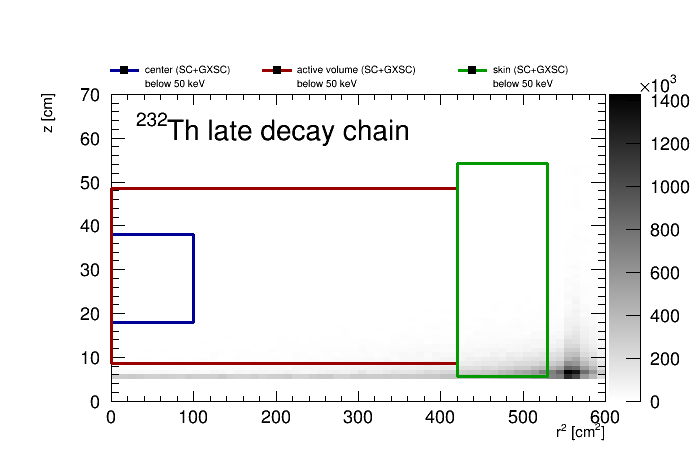 center (SC+GXSC) active volume (SC+GXSC) skin (SC+GXSC)
below 50 keV below 50 keV below 50 keV
z [cm]
×10³
²³²Th late decay chain
70
60
50
40
30
20
10
0
1400
1200
1000
800
600
400
200
0
0 100 200 300 400 500 600
r² [cm²]